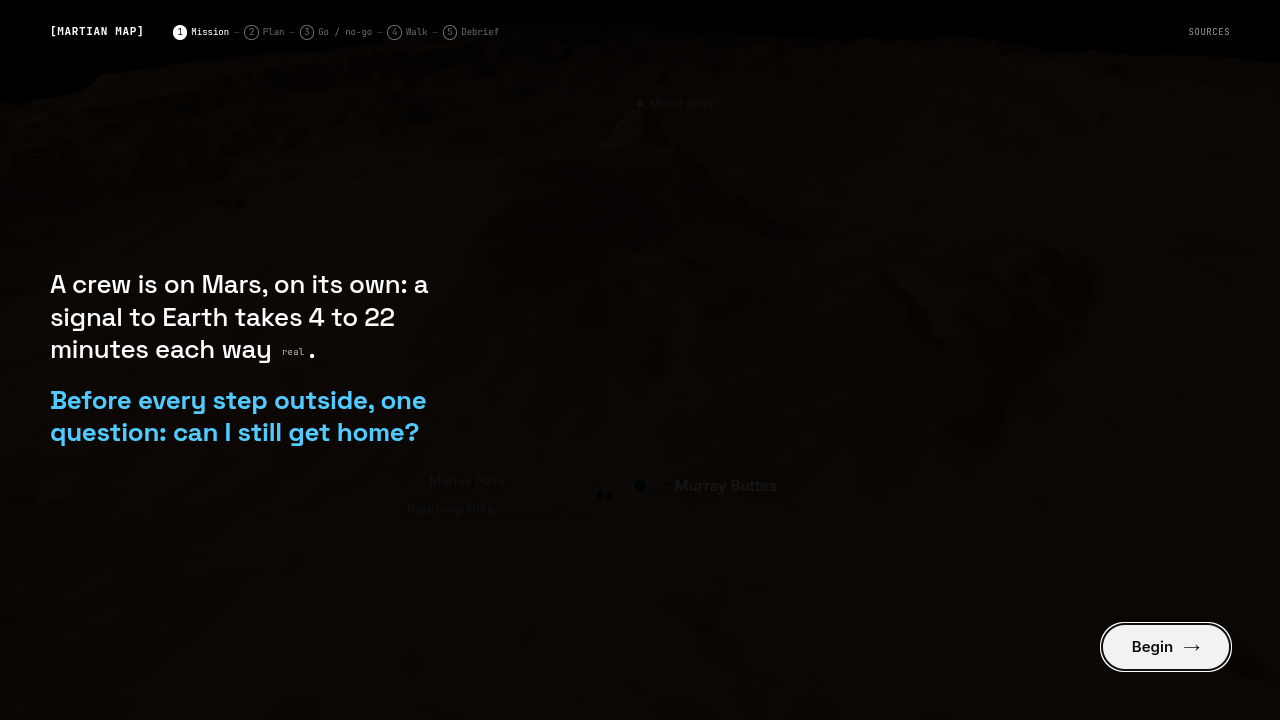 [MARTIAN MAP]
1 Mission — 2 Plan — 3 Go / no-go — 4 Walk — 5 Debrief
SOURCES
Mount Sharp
A crew is on Mars, on its own: a
signal to Earth takes 4 to 22
minutes each way real .
Before every step outside, one
question: can I still get home?
Marias Pass
Murray Buttes
Pahrump Hills
Begin →